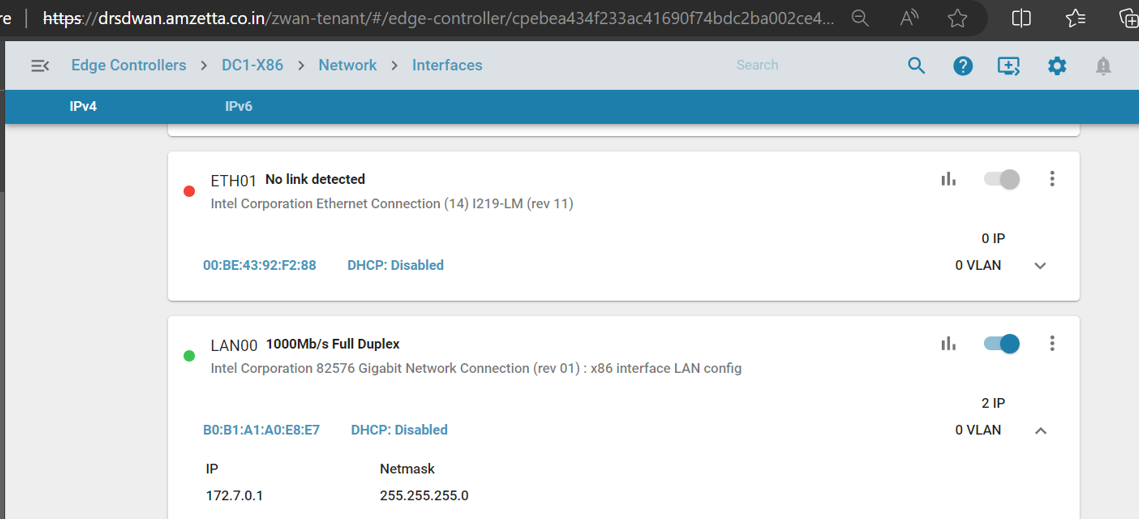 re https://drsdwan.amzetta.co.in/zwan-tenant/#/edge-controller/cpebea434f233ac41690f74bdc2ba002ce4...
Edge Controllers > DC1-X86 > Network > Interfaces Search
IPv4 IPv6
ETH01 No link detected
Intel Corporation Ethernet Connection (14) I219-LM (rev 11)
0 IP
00:BE:43:92:F2:88 DHCP: Disabled 0 VLAN
LAN00 1000Mb/s Full Duplex
Intel Corporation 82576 Gigabit Network Connection (rev 01) : x86 interface LAN config
2 IP
B0:B1:A1:A0:E8:E7 DHCP: Disabled 0 VLAN
IP Netmask
172.7.0.1 255.255.255.0